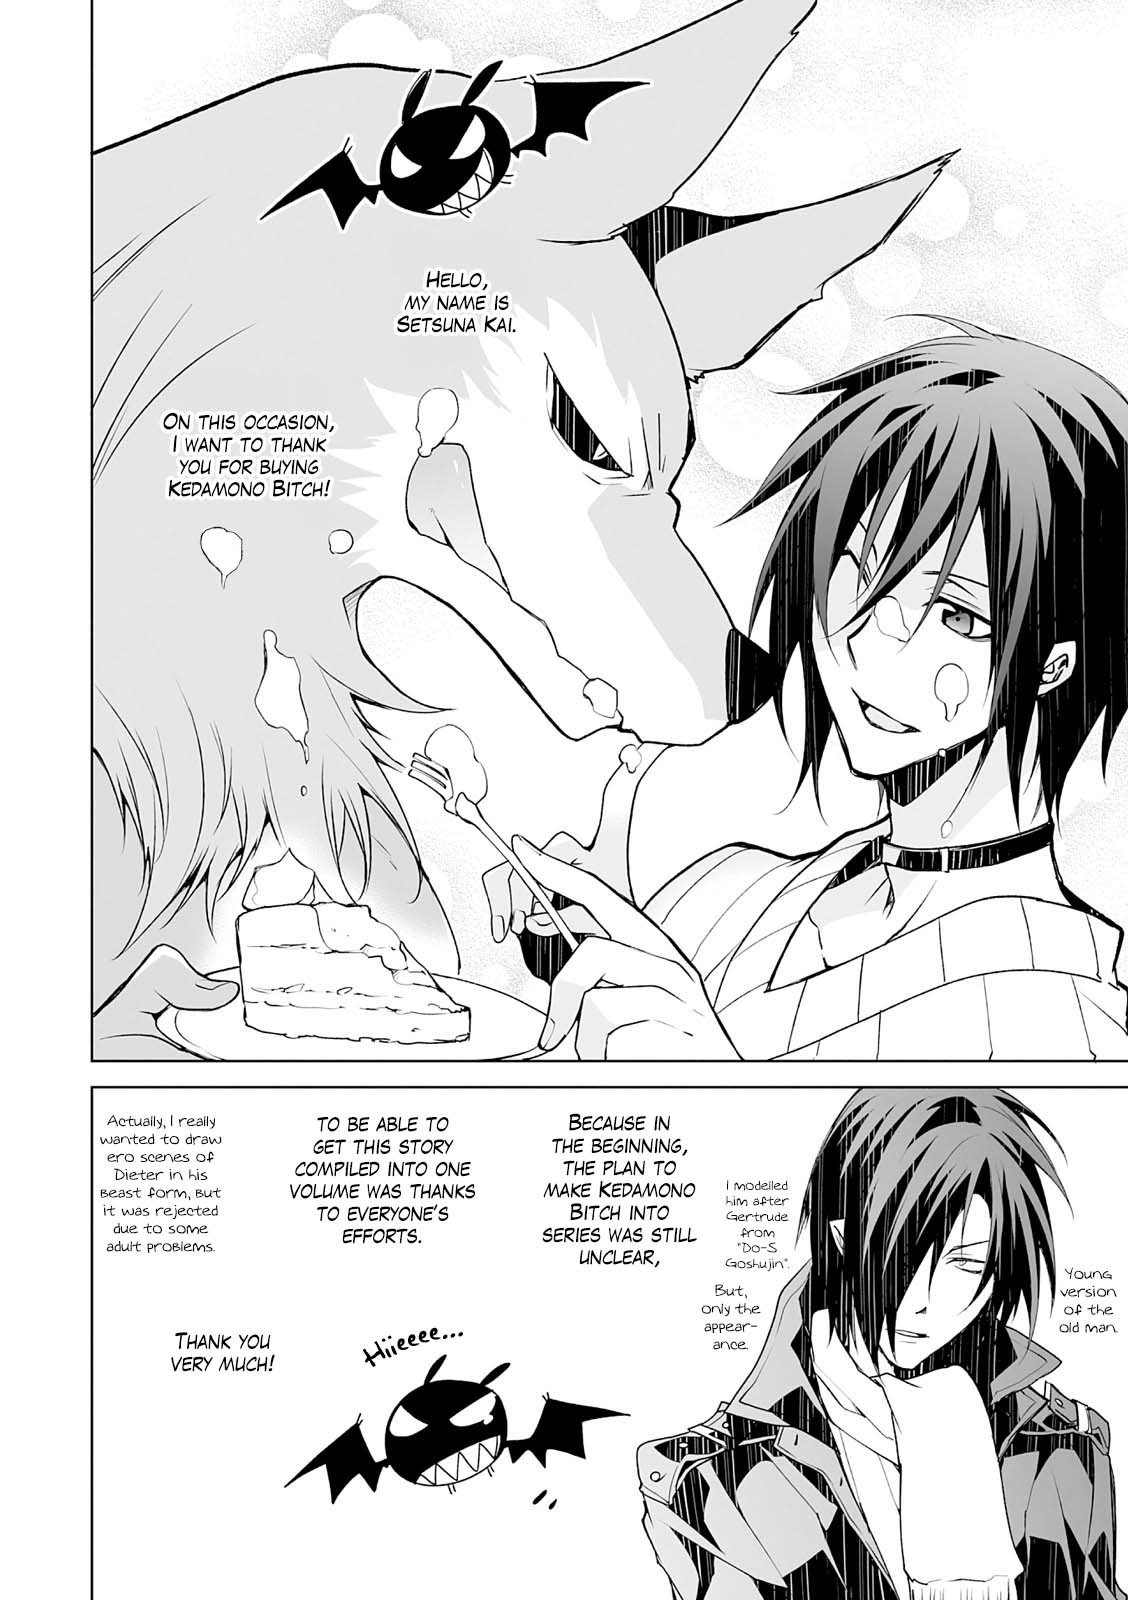 HELLO,
MY NAME IS
SETSUNA KAI.
ON THIS OCCASION,
I WANT TO THANK
YOU FOR BUYING
KEDAMONO BITCH!
Young
version
of the
old man.
I modelled
him after
Gertrude
from
"Do-S
Goshujin".
But,
only the
appear-
ance.
BECAUSE IN
THE BEGINNING,
THE PLAN TO
MAKE KEDAMONO
BITCH INTO
SERIES WAS STILL
UNCLEAR,
TO BE ABLE TO
GET THIS STORY
COMPILED INTO ONE
VOLUME WAS THANKS
TO EVERYONE'S
EFFORTS.
Actually, I really
wanted to draw
ero scenes of
Dieter in his
beast form, but
it was rejected
due to some
adult problems.
Hiieeee...
THANK YOU
VERY MUCH!